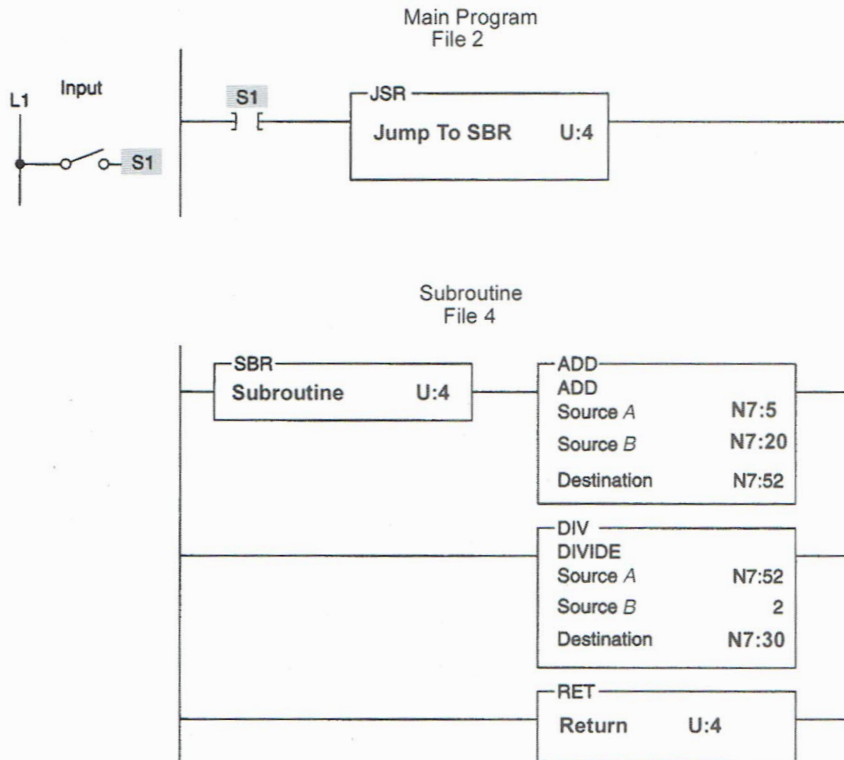 Main Program
File 2
Input
L1
S1
S1
JSR
Jump To SBR U:4
Subroutine
File 4
SBR
Subroutine U:4
ADD
ADD
Source A N7:5
Source B N7:20
Destination N7:52
DIV
DIVIDE
Source A N7:52
Source B 2
Destination N7:30
RET
Return U:4